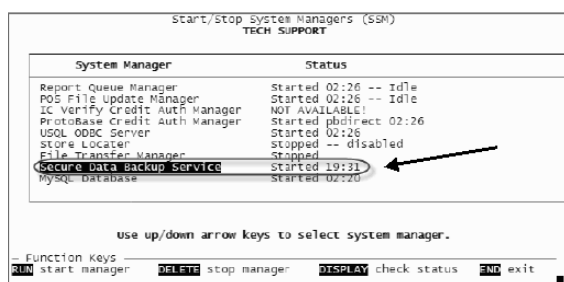 Start/Stop System Managers (SSM)
TECH SUPPORT
System Manager Status
Report Queue Manager Started 02:26 -- Idle
POS File Update Manager Started 02:26 -- Idle
IC Verify Credit Auth Manager NOT AVAILABLE!
ProtoBase Credit Auth Manager Started pbdirect 02:26
USQL ODBC Server Started 02:26
Store Locater Stopped -- disabled
File Transfer Manager Stopped
Secure Data Backup Service Started 19:31
MySQL Database Started 02:20
Use up/down arrow keys to select system manager.
Function Keys
RUN start manager DELETE stop manager DISPLAY check status END exit